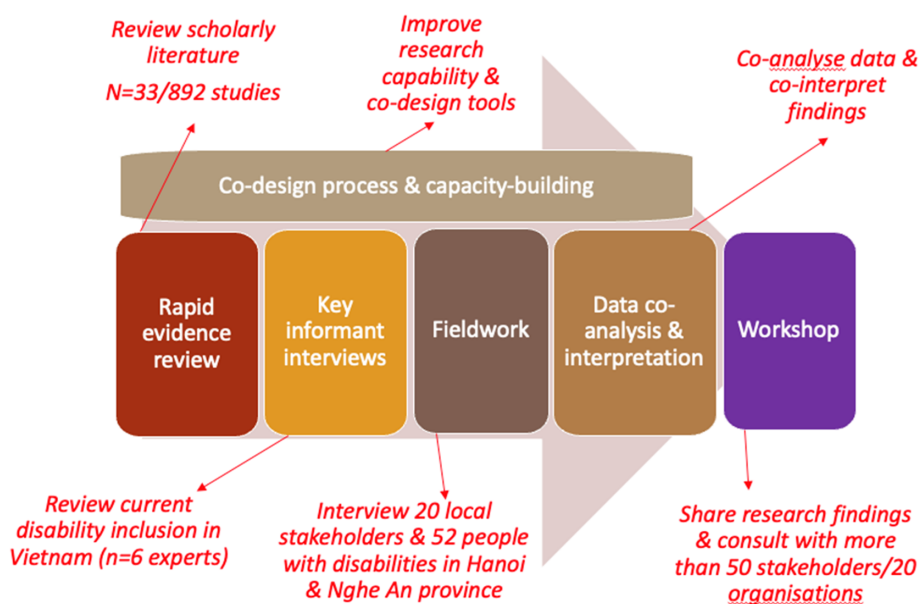 Review scholarly
literature
N=33/892 studies
Improve
research
capability &
co-design tools
Co-analyse data &
co-interpret
findings
Co-design process & capacity-building
Rapid
evidence
review
Key
informant
interviews
Fieldwork
Data co-
analysis &
interpretation
Workshop
Review current
disability inclusion in
Vietnam (n=6 experts)
Interview 20 local
stakeholders & 52 people
with disabilities in Hanoi
& Nghe An province
Share research findings
& consult with more
than 50 stakeholders/20
organisations